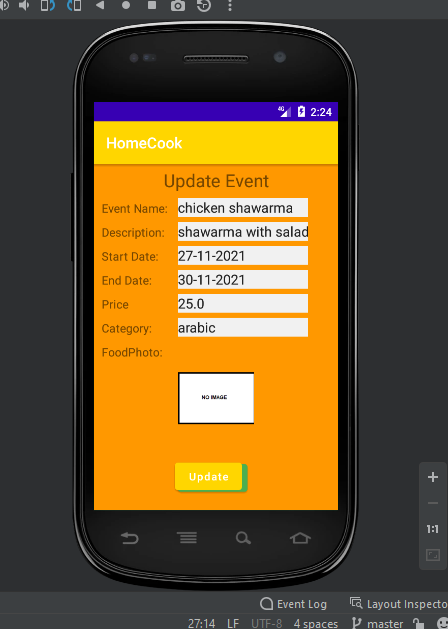 4G 2:24
HomeCook
Update Event
Event Name: chicken shawarma
Description: shawarma with salad
Start Date: 27-11-2021
End Date: 30-11-2021
Price 25.0
Category: arabic
FoodPhoto:
NO IMAGE
Update
1:1
Event Log Layout Inspecto
27:14 LF UTF-8 4 spaces master